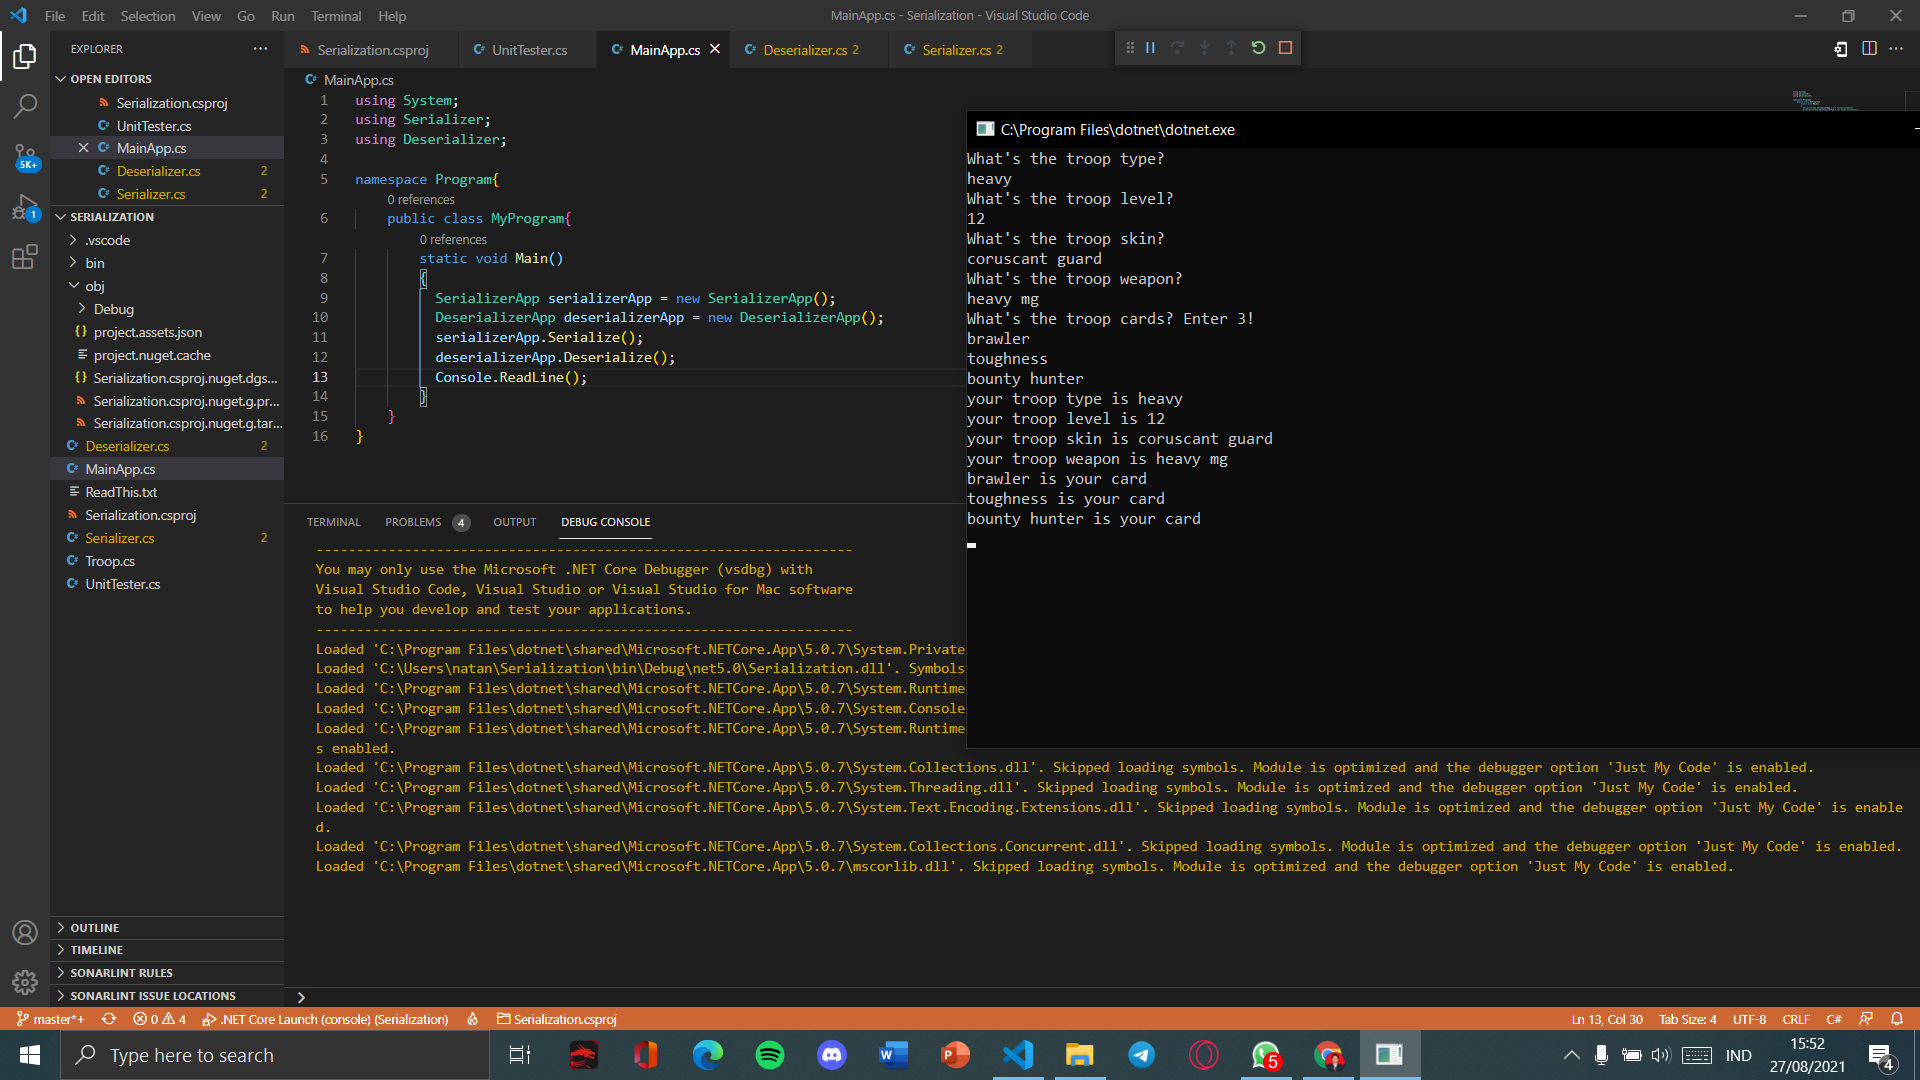 File Edit Selection View Go Run Terminal Help
MainApp.cs - Serialization - Visual Studio Code
EXPLORER
OPEN EDITORS
Serialization.csproj
UnitTester.cs
MainApp.cs
Deserializer.cs 2
Serializer.cs 2
5K+
1
SERIALIZATION
.vscode
bin
obj
Debug
project.assets.json
project.nuget.cache
Serialization.csproj.nuget.dgs...
Serialization.csproj.nuget.g.pr...
Serialization.csproj.nuget.g.tar...
Deserializer.cs 2
MainApp.cs
ReadThis.txt
Serialization.csproj
Serializer.cs 2
Troop.cs
UnitTester.cs
OUTLINE
TIMELINE
SONARLINT RULES
SONARLINT ISSUE LOCATIONS
Serialization.csproj UnitTester.cs MainApp.cs Deserializer.cs 2 Serializer.cs 2
MainApp.cs
1 using System;
2 using Serializer;
3 using Deserializer;
4
5 namespace Program{
0 references
6 public class MyProgram{
0 references
7 static void Main()
8 {
9 SerializerApp serializerApp = new SerializerApp();
10 DeserializerApp deserializerApp = new DeserializerApp();
11 serializerApp.Serialize();
12 deserializerApp.Deserialize();
13 Console.ReadLine();
14 }
15 }
16 }
C:\Program Files\dotnet\dotnet.exe
What's the troop type?
heavy
What's the troop level?
12
What's the troop skin?
coruscant guard
What's the troop weapon?
heavy mg
What's the troop cards? Enter 3!
brawler
toughness
bounty hunter
your troop type is heavy
your troop level is 12
your troop skin is coruscant guard
your troop weapon is heavy mg
brawler is your card
toughness is your card
bounty hunter is your card
TERMINAL PROBLEMS 4 OUTPUT DEBUG CONSOLE
-------------------------------------------------------------------
You may only use the Microsoft .NET Core Debugger (vsdbg) with
Visual Studio Code, Visual Studio or Visual Studio for Mac software
to help you develop and test your applications.
-------------------------------------------------------------------
Loaded 'C:\Program Files\dotnet\shared\Microsoft.NETCore.App\5.0.7\System.Private
Loaded 'C:\Users\natan\Serialization\bin\Debug\net5.0\Serialization.dll'. Symbols
Loaded 'C:\Program Files\dotnet\shared\Microsoft.NETCore.App\5.0.7\System.Runtime
Loaded 'C:\Program Files\dotnet\shared\Microsoft.NETCore.App\5.0.7\System.Console
Loaded 'C:\Program Files\dotnet\shared\Microsoft.NETCore.App\5.0.7\System.Runtime
s enabled.
Loaded 'C:\Program Files\dotnet\shared\Microsoft.NETCore.App\5.0.7\System.Collections.dll'. Skipped loading symbols. Module is optimized and the debugger option 'Just My Code' is enabled.
Loaded 'C:\Program Files\dotnet\shared\Microsoft.NETCore.App\5.0.7\System.Threading.dll'. Skipped loading symbols. Module is optimized and the debugger option 'Just My Code' is enabled.
Loaded 'C:\Program Files\dotnet\shared\Microsoft.NETCore.App\5.0.7\System.Text.Encoding.Extensions.dll'. Skipped loading symbols. Module is optimized and the debugger option 'Just My Code' is enable
d.
Loaded 'C:\Program Files\dotnet\shared\Microsoft.NETCore.App\5.0.7\System.Collections.Concurrent.dll'. Skipped loading symbols. Module is optimized and the debugger option 'Just My Code' is enabled.
Loaded 'C:\Program Files\dotnet\shared\Microsoft.NETCore.App\5.0.7\mscorlib.dll'. Skipped loading symbols. Module is optimized and the debugger option 'Just My Code' is enabled.
master*+ 0 4 .NET Core Launch (console) (Serialization) Serialization.csproj Ln 13, Col 30 Tab Size: 4 UTF-8 CRLF C#
Type here to search
5
IND
15:52
27/08/2021
4